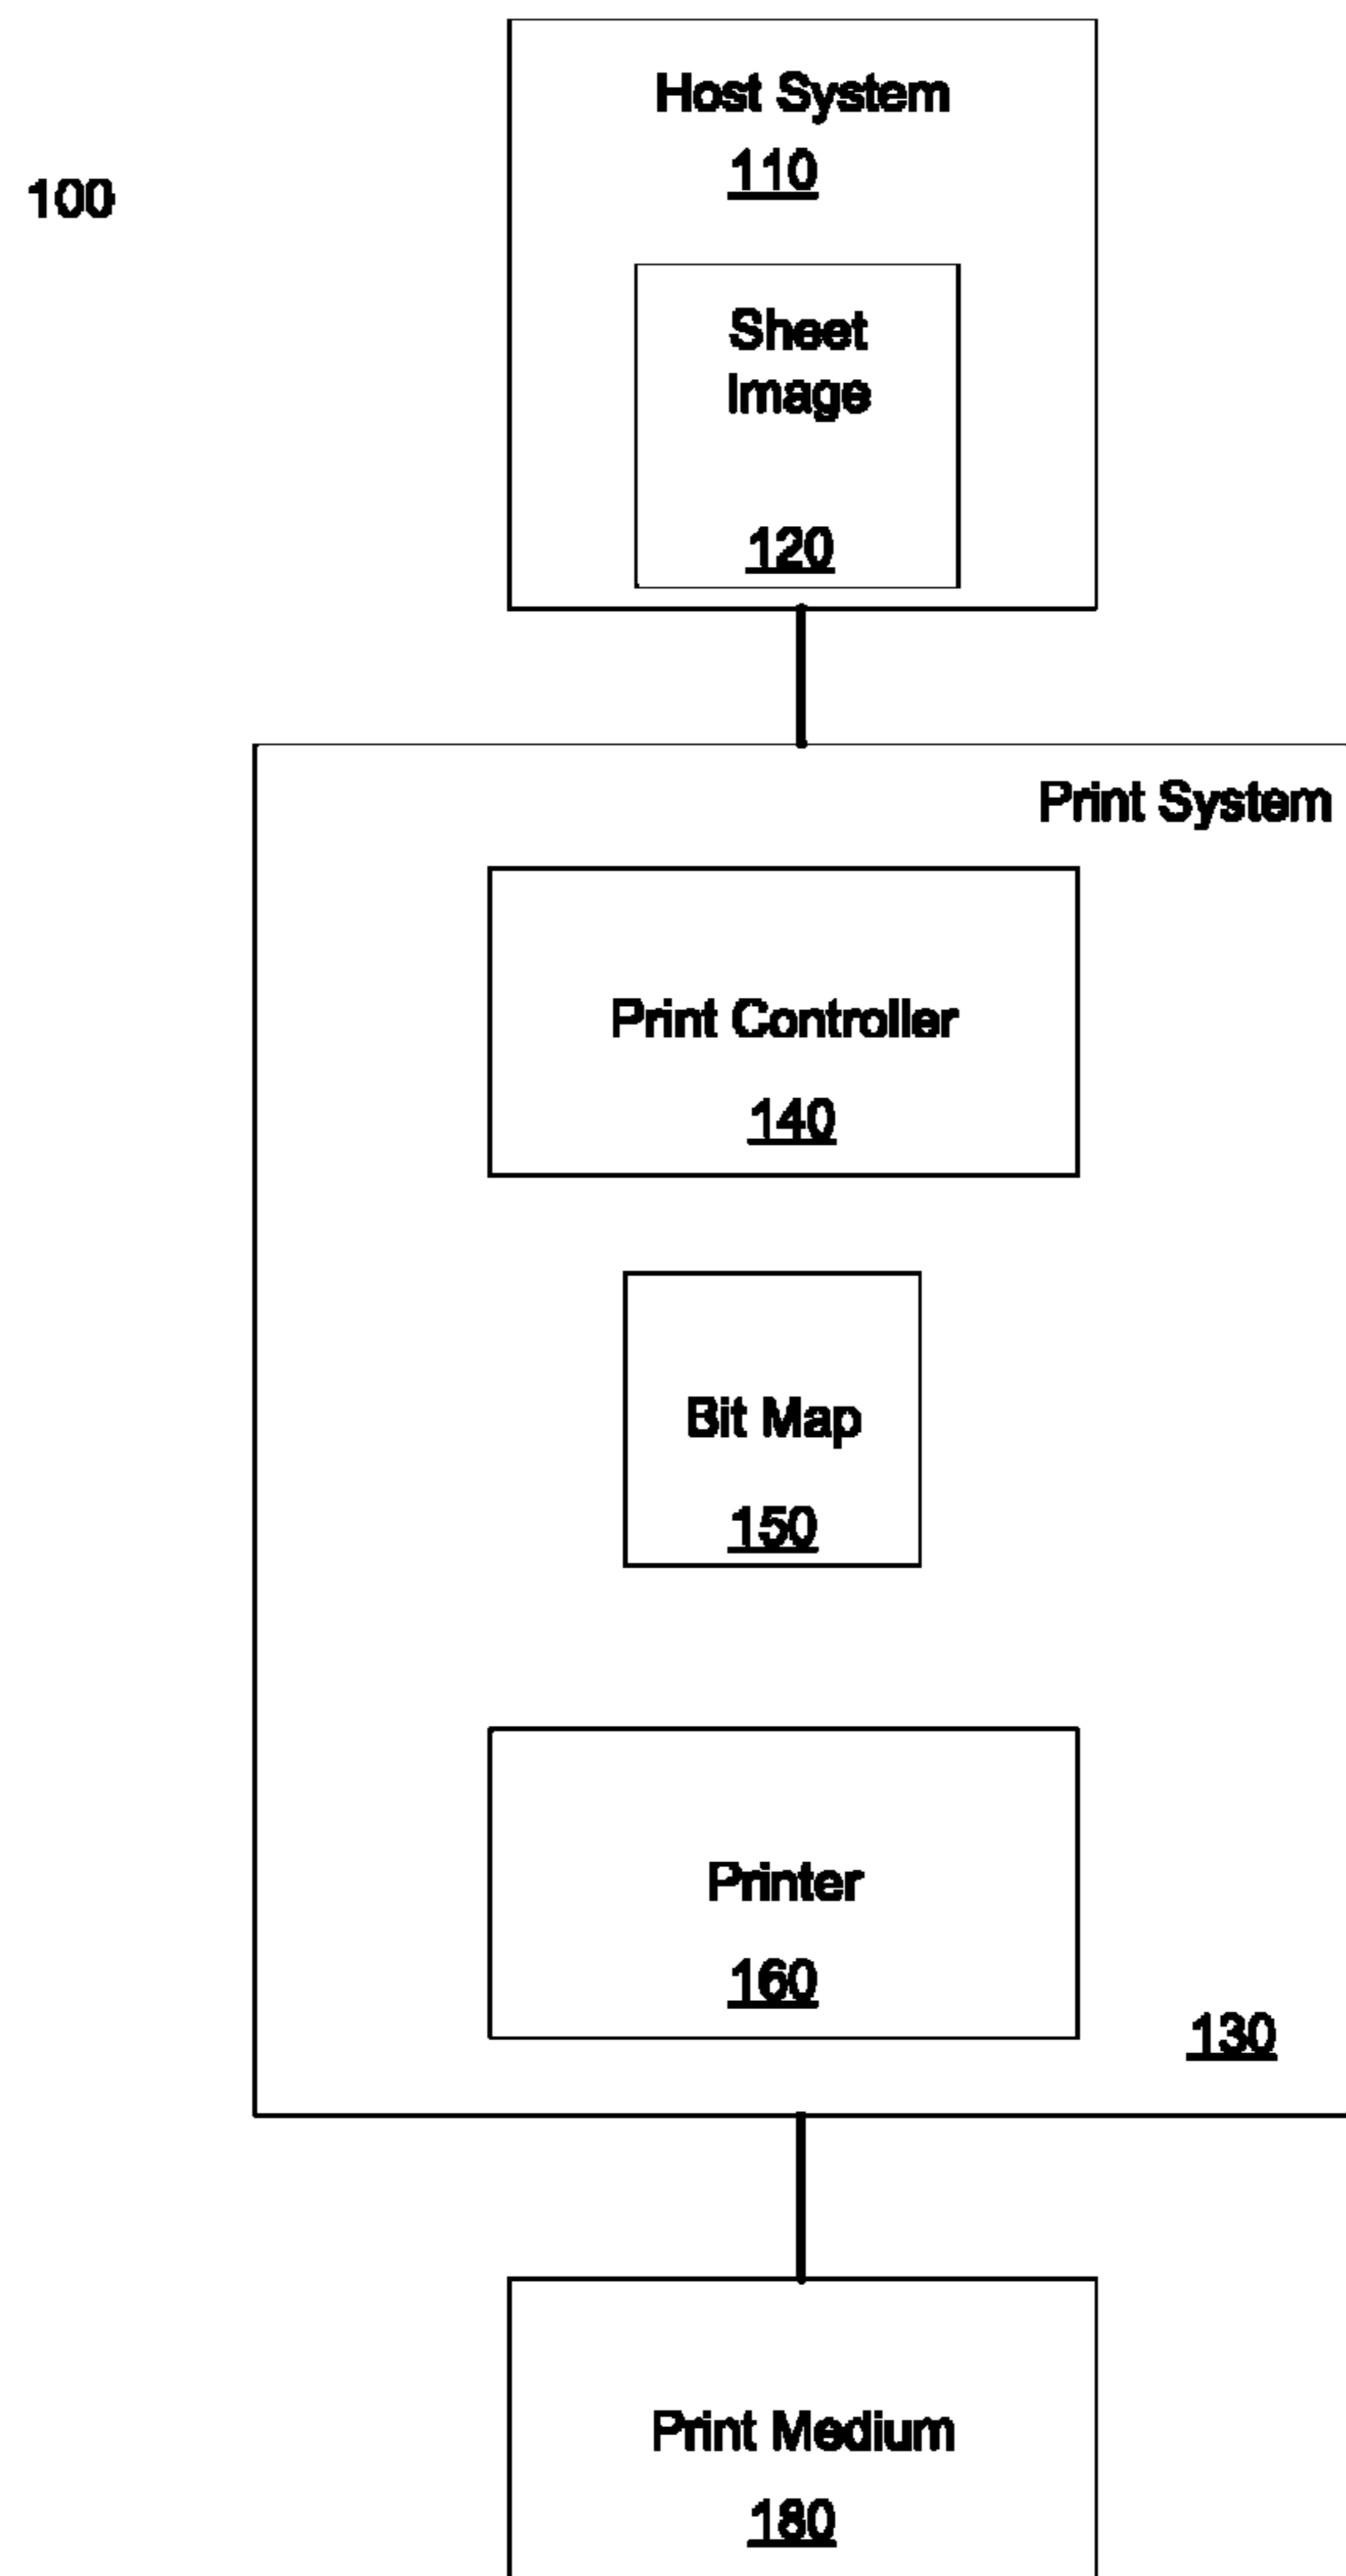 Host System
110
100
Sheet
Image
120
Print System
Print Controller
140
Bit Map
150
Printer
160
130
Print Medium
180